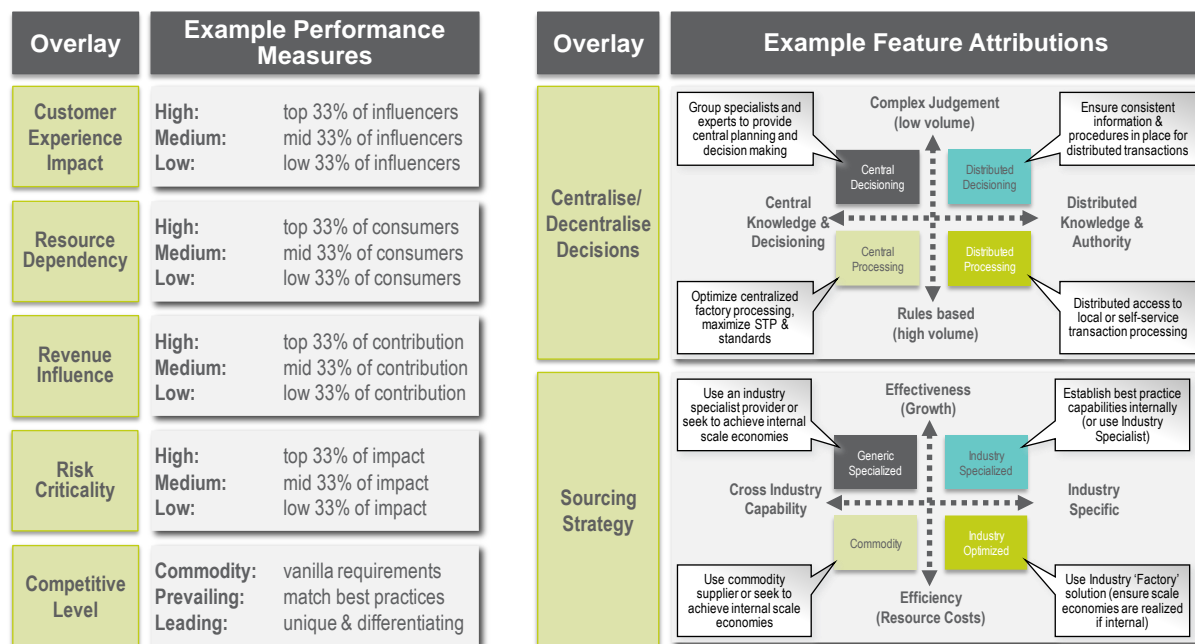 Overlay
Example Performance
Measures
Customer
Experience
Impact
High: top 33% of influencers
Medium: mid 33% of influencers
Low: low 33% of influencers
Resource
Dependency
High: top 33% of consumers
Medium: mid 33% of consumers
Low: low 33% of consumers
Revenue
Influence
High: top 33% of contribution
Medium: mid 33% of contribution
Low: low 33% of contribution
Risk
Criticality
High: top 33% of impact
Medium: mid 33% of impact
Low: low 33% of impact
Competitive
Level
Commodity: vanilla requirements
Prevailing: match best practices
Leading: unique & differentiating
Overlay
Example Feature Attributions
Centralise/
Decentralise
Decisions
Group specialists and
experts to provide
central planning and
decision making
Complex Judgement
(low volume)
Ensure consistent
information &
procedures in place for
distributed transactions
Central
Decisioning
Distributed
Decisioning
Central
Knowledge &
Decisioning
Distributed
Knowledge &
Authority
Central
Processing
Distributed
Processing
Optimize centralized
factory processing,
maximize STP &
standards
Rules based
(high volume)
Distributed access to
local or self-service
transaction processing
Sourcing
Strategy
Use an industry
specialist provider or
seek to achieve internal
scale economies
Effectiveness
(Growth)
Establish best practice
capabilities internally
(or use Industry
Specialist)
Generic
Specialized
Industry
Specialized
Cross Industry
Capability
Industry
Specific
Commodity
Industry
Optimized
Use commodity
supplier or seek to
achieve internal scale
economies
Efficiency
(Resource Costs)
Use Industry ‘Factory’
solution (ensure scale
economies are realized
if internal)